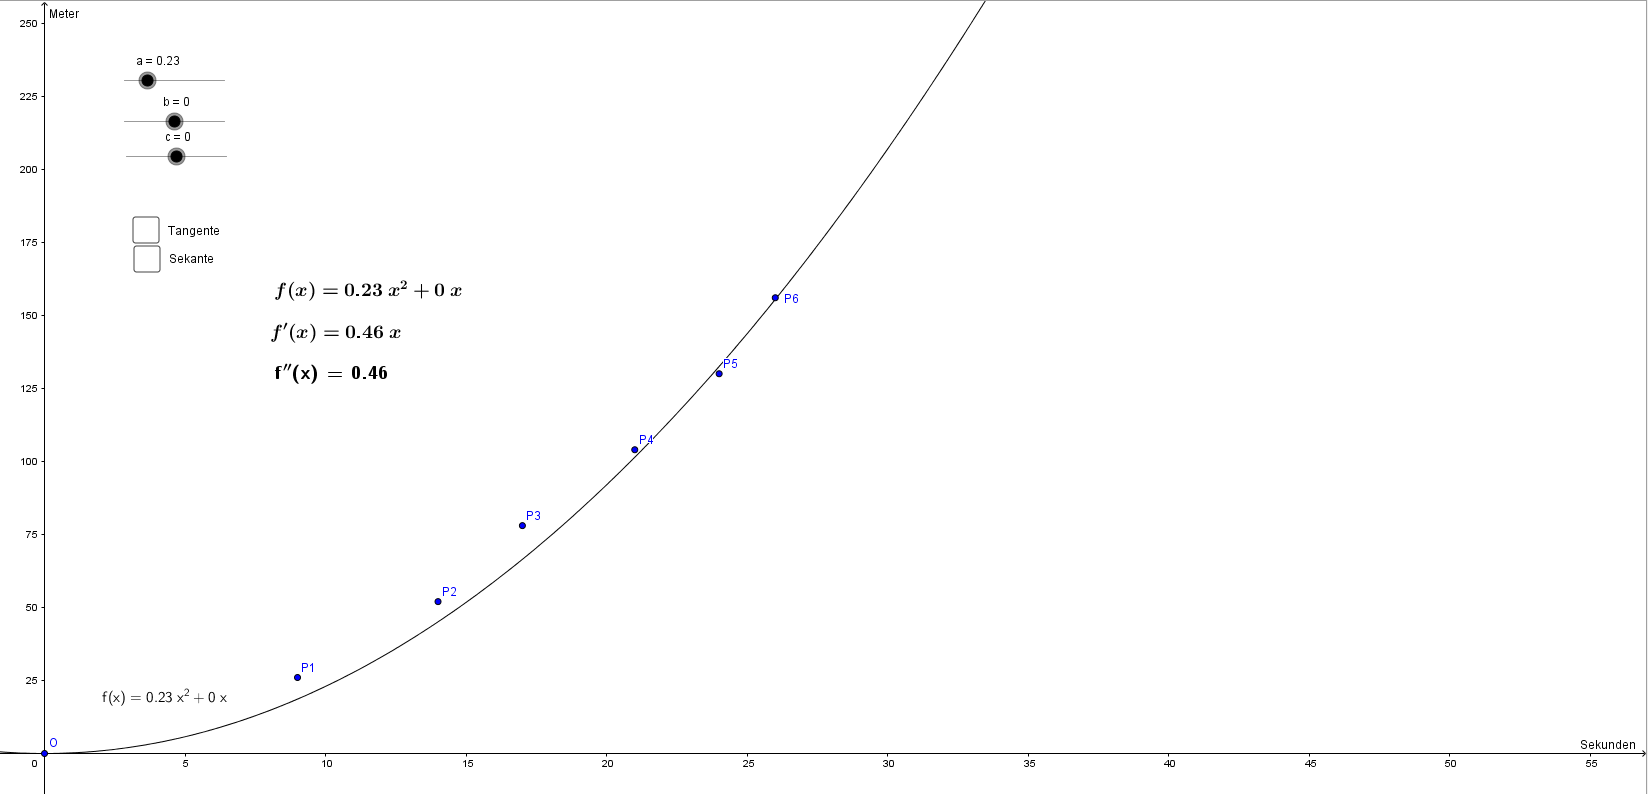 Meter
250
a = 0.23
225
b = 0
c = 0
200
175
Tangente
Sekante
150
f(x) = 0.23 x² + 0 x
P6
f′(x) = 0.46 x
125
f″(x) = 0.46
P5
100
P4
75
P3
50
P2
25
P1
f(x) = 0.23 x² + 0 x
O
Sekunden
0 5 10 15 20 25 30 35 40 45 50 55